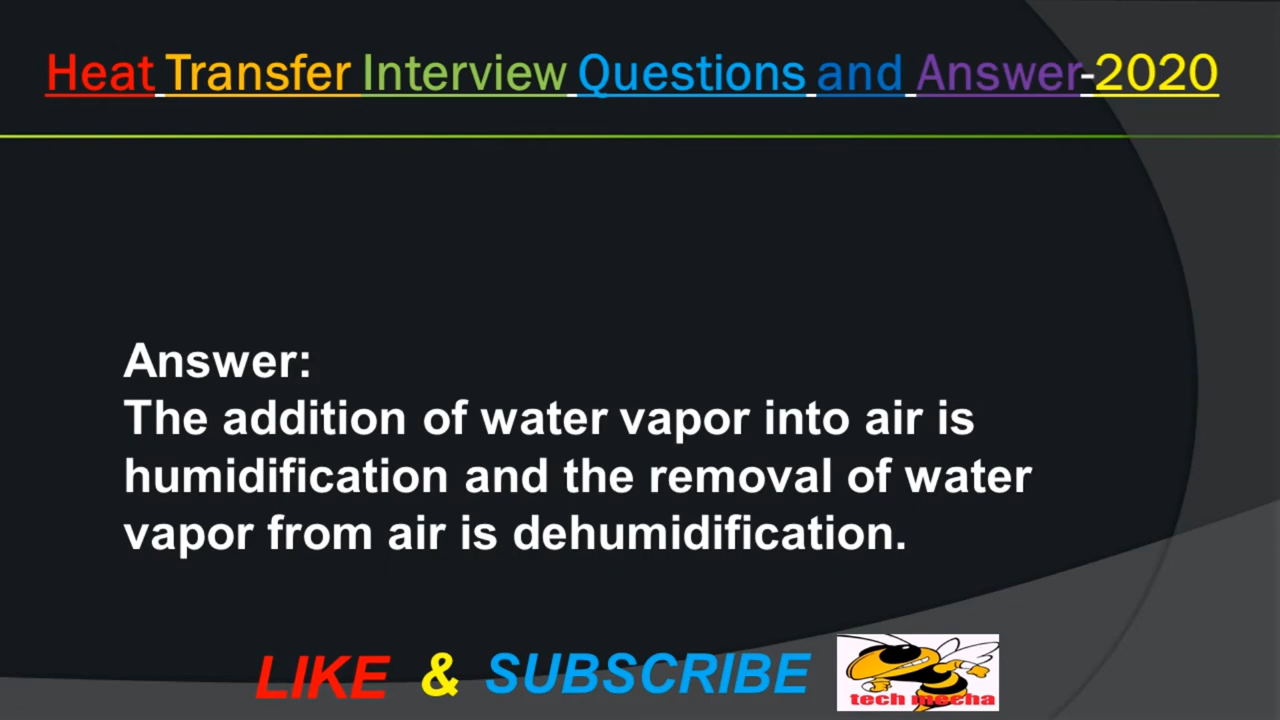 Heat Transfer Interview Questions and Answer-2020
Answer:
The addition of water vapor into air is
humidification and the removal of water
vapor from air is dehumidification.
LIKE & SUBSCRIBE
tech mecha